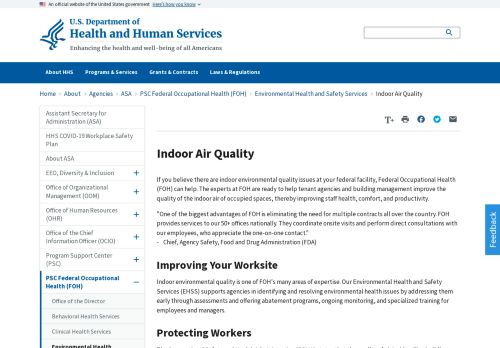 An official website of the United States government Here's how you know
U.S. Department of
Health and Human Services
Enhancing the health and well-being of all Americans
About HHS Programs & Services Grants & Contracts Laws & Regulations
Home › About › Agencies › ASA › PSC Federal Occupational Health (FOH) › Environmental Health and Safety Services › Indoor Air Quality
Assistant Secretary for
Administration (ASA)
HHS COVID-19 Workplace Safety
Plan
About ASA
EEO, Diversity & Inclusion
Office of Organizational
Management (OOM)
Office of Human Resources
(OHR)
Office of the Chief
Information Officer (OCIO)
Program Support Center
(PSC)
PSC Federal Occupational
Health (FOH)
Office of the Director
Behavioral Health Services
Clinical Health Services
Environmental Health
T+
Indoor Air Quality
If you believe there are indoor environmental quality issues at your federal facility, Federal Occupational Health
(FOH) can help. The experts at FOH are ready to help tenant agencies and building management improve the
quality of the indoor air of occupied spaces, thereby improving staff health, comfort, and productivity.
"One of the biggest advantages of FOH is eliminating the need for multiple contracts all over the country. FOH
provides services to our 50+ offices nationally. They coordinate onsite visits and perform direct consultations
with our employees, who appreciate the one-on-one contact."
- Chief, Agency Safety, Food and Drug Administration (FDA)
Improving Your Worksite
Indoor environmental quality is one of FOH's many areas of expertise. Our Environmental Health and Safety
Services (EHSS) supports agencies in identifying and resolving environmental health issues by addressing them
early through assessments and offering abatement programs, ongoing monitoring, and specialized training for
employees and managers.
Protecting Workers
Feedback